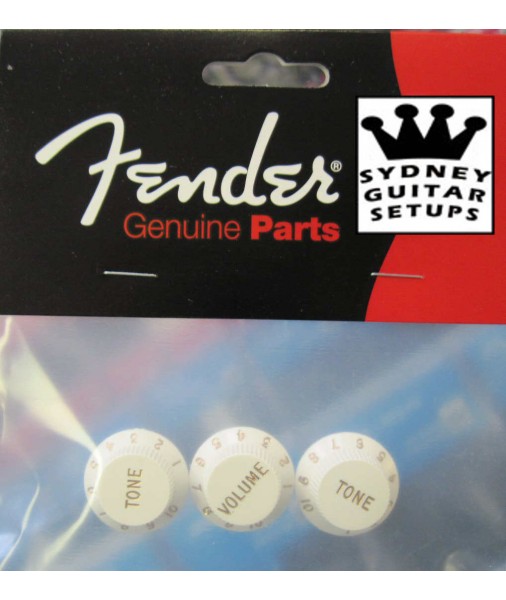 Fender®
Genuine Parts
SYDNEY
GUITAR
SETUPS
TONE
VOLUME
TONE